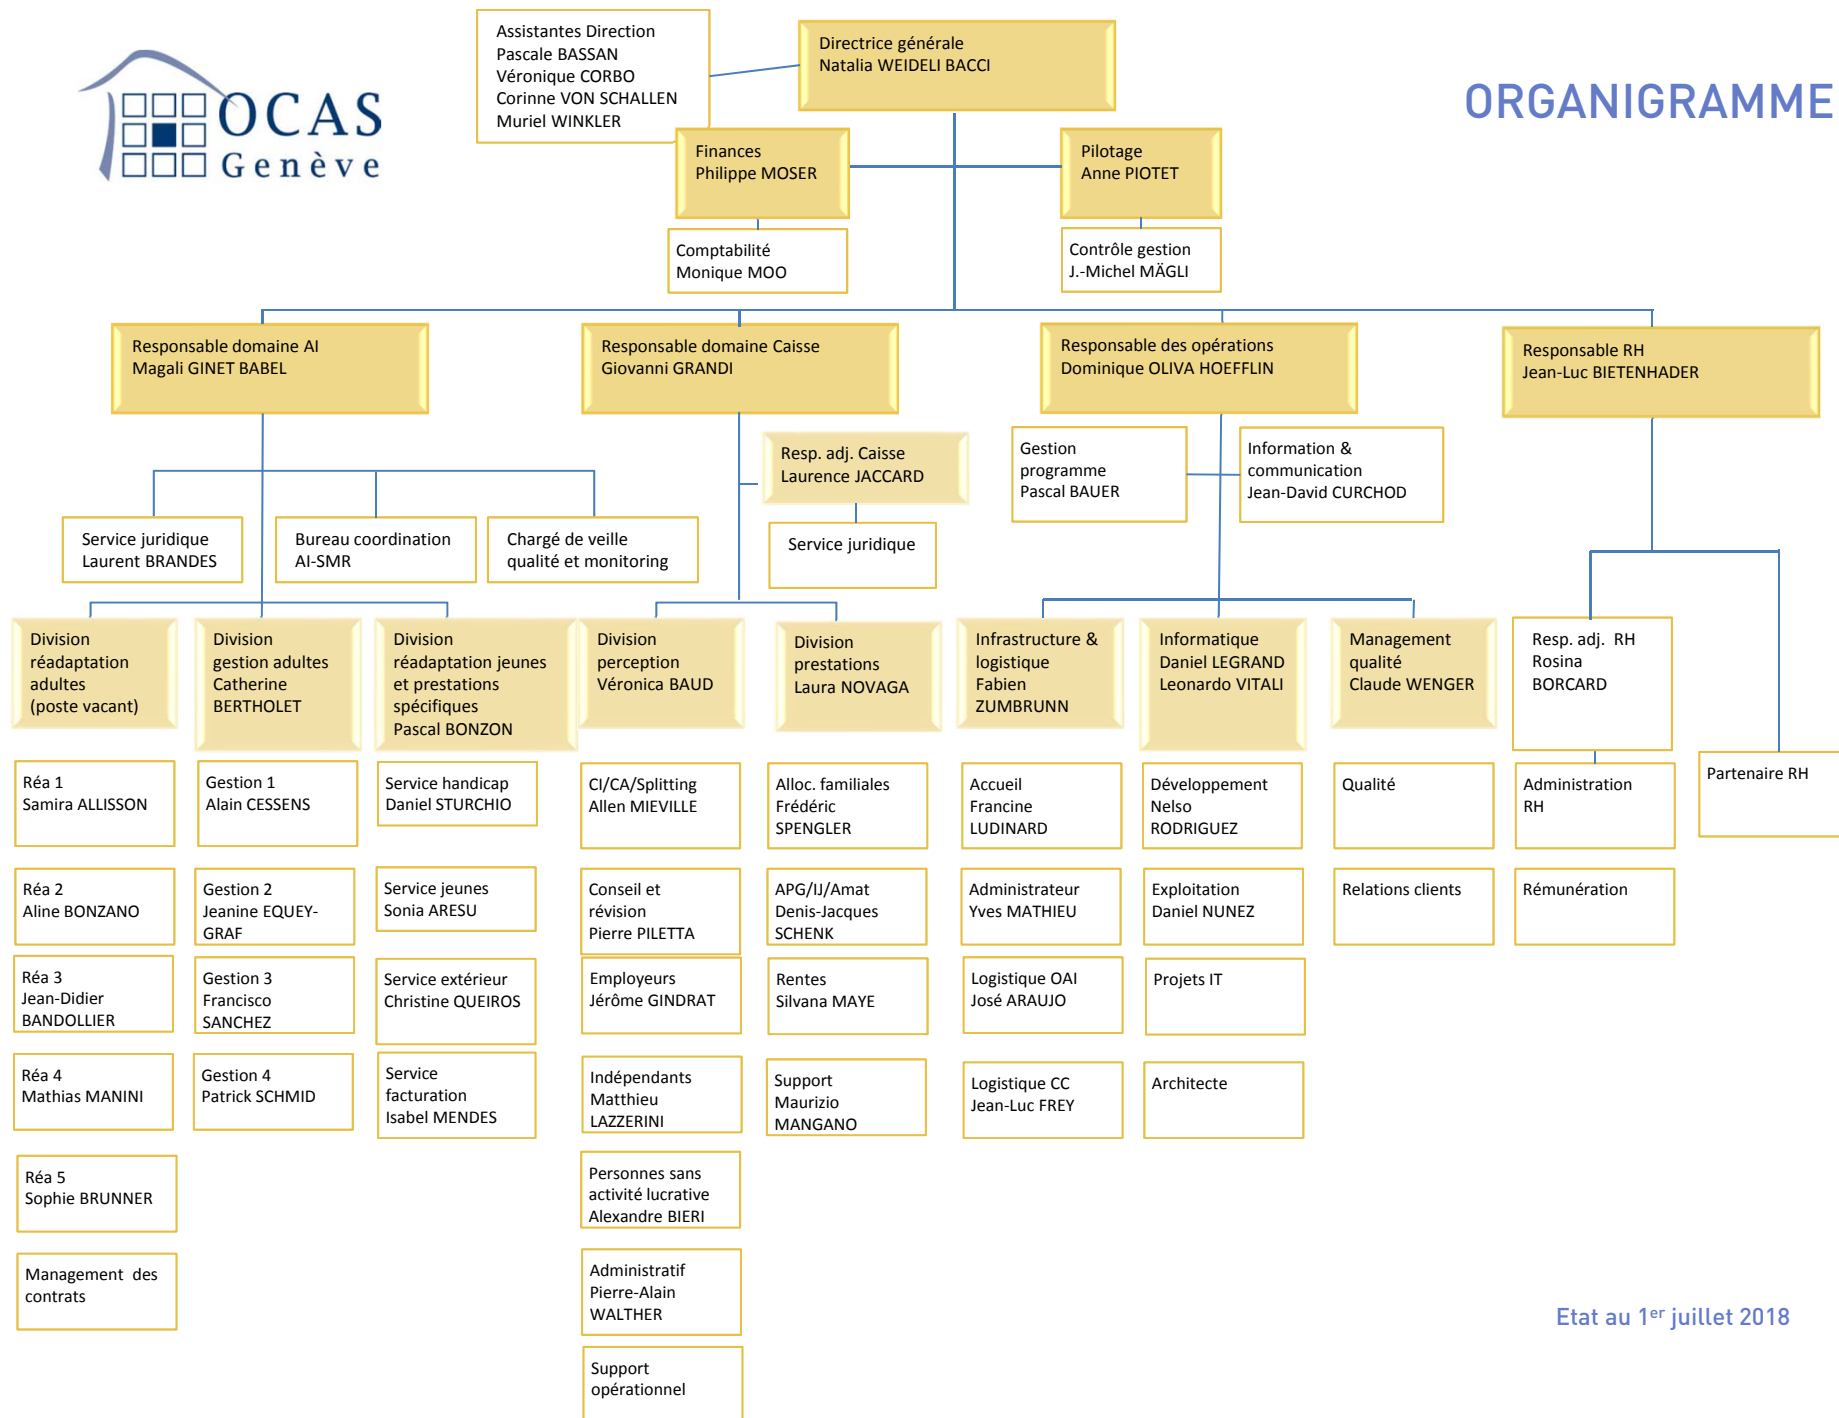 OCAS
Genève
Assistantes Direction
Pascale BASSAN
Véronique CORBO
Corinne VON SCHALLEN
Muriel WINKLER
Directrice générale
Natalia WEIDELI BACCI
ORGANIGRAMME
Finances
Philippe MOSER
Pilotage
Anne PIOTET
Comptabilité
Monique MOO
Contrôle gestion
J.-Michel MÄGLI
Responsable domaine AI
Magali GINET BABEL
Responsable domaine Caisse
Giovanni GRANDI
Responsable des opérations
Dominique OLIVA HOEFFLIN
Responsable RH
Jean-Luc BIETENHADER
Resp. adj. Caisse
Laurence JACCARD
Gestion
programme
Pascal BAUER
Information &
communication
Jean-David CURCHOD
Service juridique
Laurent BRANDES
Bureau coordination
AI-SMR
Chargé de veille
qualité et monitoring
Service juridique
Division
réadaptation
adultes
(poste vacant)
Division
gestion adultes
Catherine
BERTHOLET
Division
réadaptation jeunes
et prestations
spécifiques
Pascal BONZON
Division
perception
Véronica BAUD
Division
prestations
Laura NOVAGA
Infrastructure &
logistique
Fabien
ZUMBRUNN
Informatique
Daniel LEGRAND
Leonardo VITALI
Management
qualité
Claude WENGER
Resp. adj.  RH
Rosina
BORCARD
Réa 1
Samira ALLISSON
Gestion 1
Alain CESSENS
Service handicap
Daniel STURCHIO
CI/CA/Splitting
Allen MIEVILLE
Alloc. familiales
Frédéric
SPENGLER
Accueil
Francine
LUDINARD
Développement
Nelso
RODRIGUEZ
Qualité
Administration
RH
Partenaire RH
Réa 2
Aline BONZANO
Gestion 2
Jeanine EQUEY-
GRAF
Service jeunes
Sonia ARESU
Conseil et
révision
Pierre PILETTA
APG/IJ/Amat
Denis-Jacques
SCHENK
Administrateur
Yves MATHIEU
Exploitation
Daniel NUNEZ
Relations clients
Rémunération
Réa 3
Jean-Didier
BANDOLLIER
Gestion 3
Francisco
SANCHEZ
Service extérieur
Christine QUEIROS
Employeurs
Jérôme GINDRAT
Rentes
Silvana MAYE
Logistique OAI
José ARAUJO
Projets IT
Réa 4
Mathias MANINI
Gestion 4
Patrick SCHMID
Service
facturation
Isabel MENDES
Indépendants
Matthieu
LAZZERINI
Support
Maurizio
MANGANO
Logistique CC
Jean-Luc FREY
Architecte
Réa 5
Sophie BRUNNER
Personnes sans
activité lucrative
Alexandre BIERI
Management  des
contrats
Administratif
Pierre-Alain
WALTHER
Support
opérationnel
Etat au 1er juillet 2018